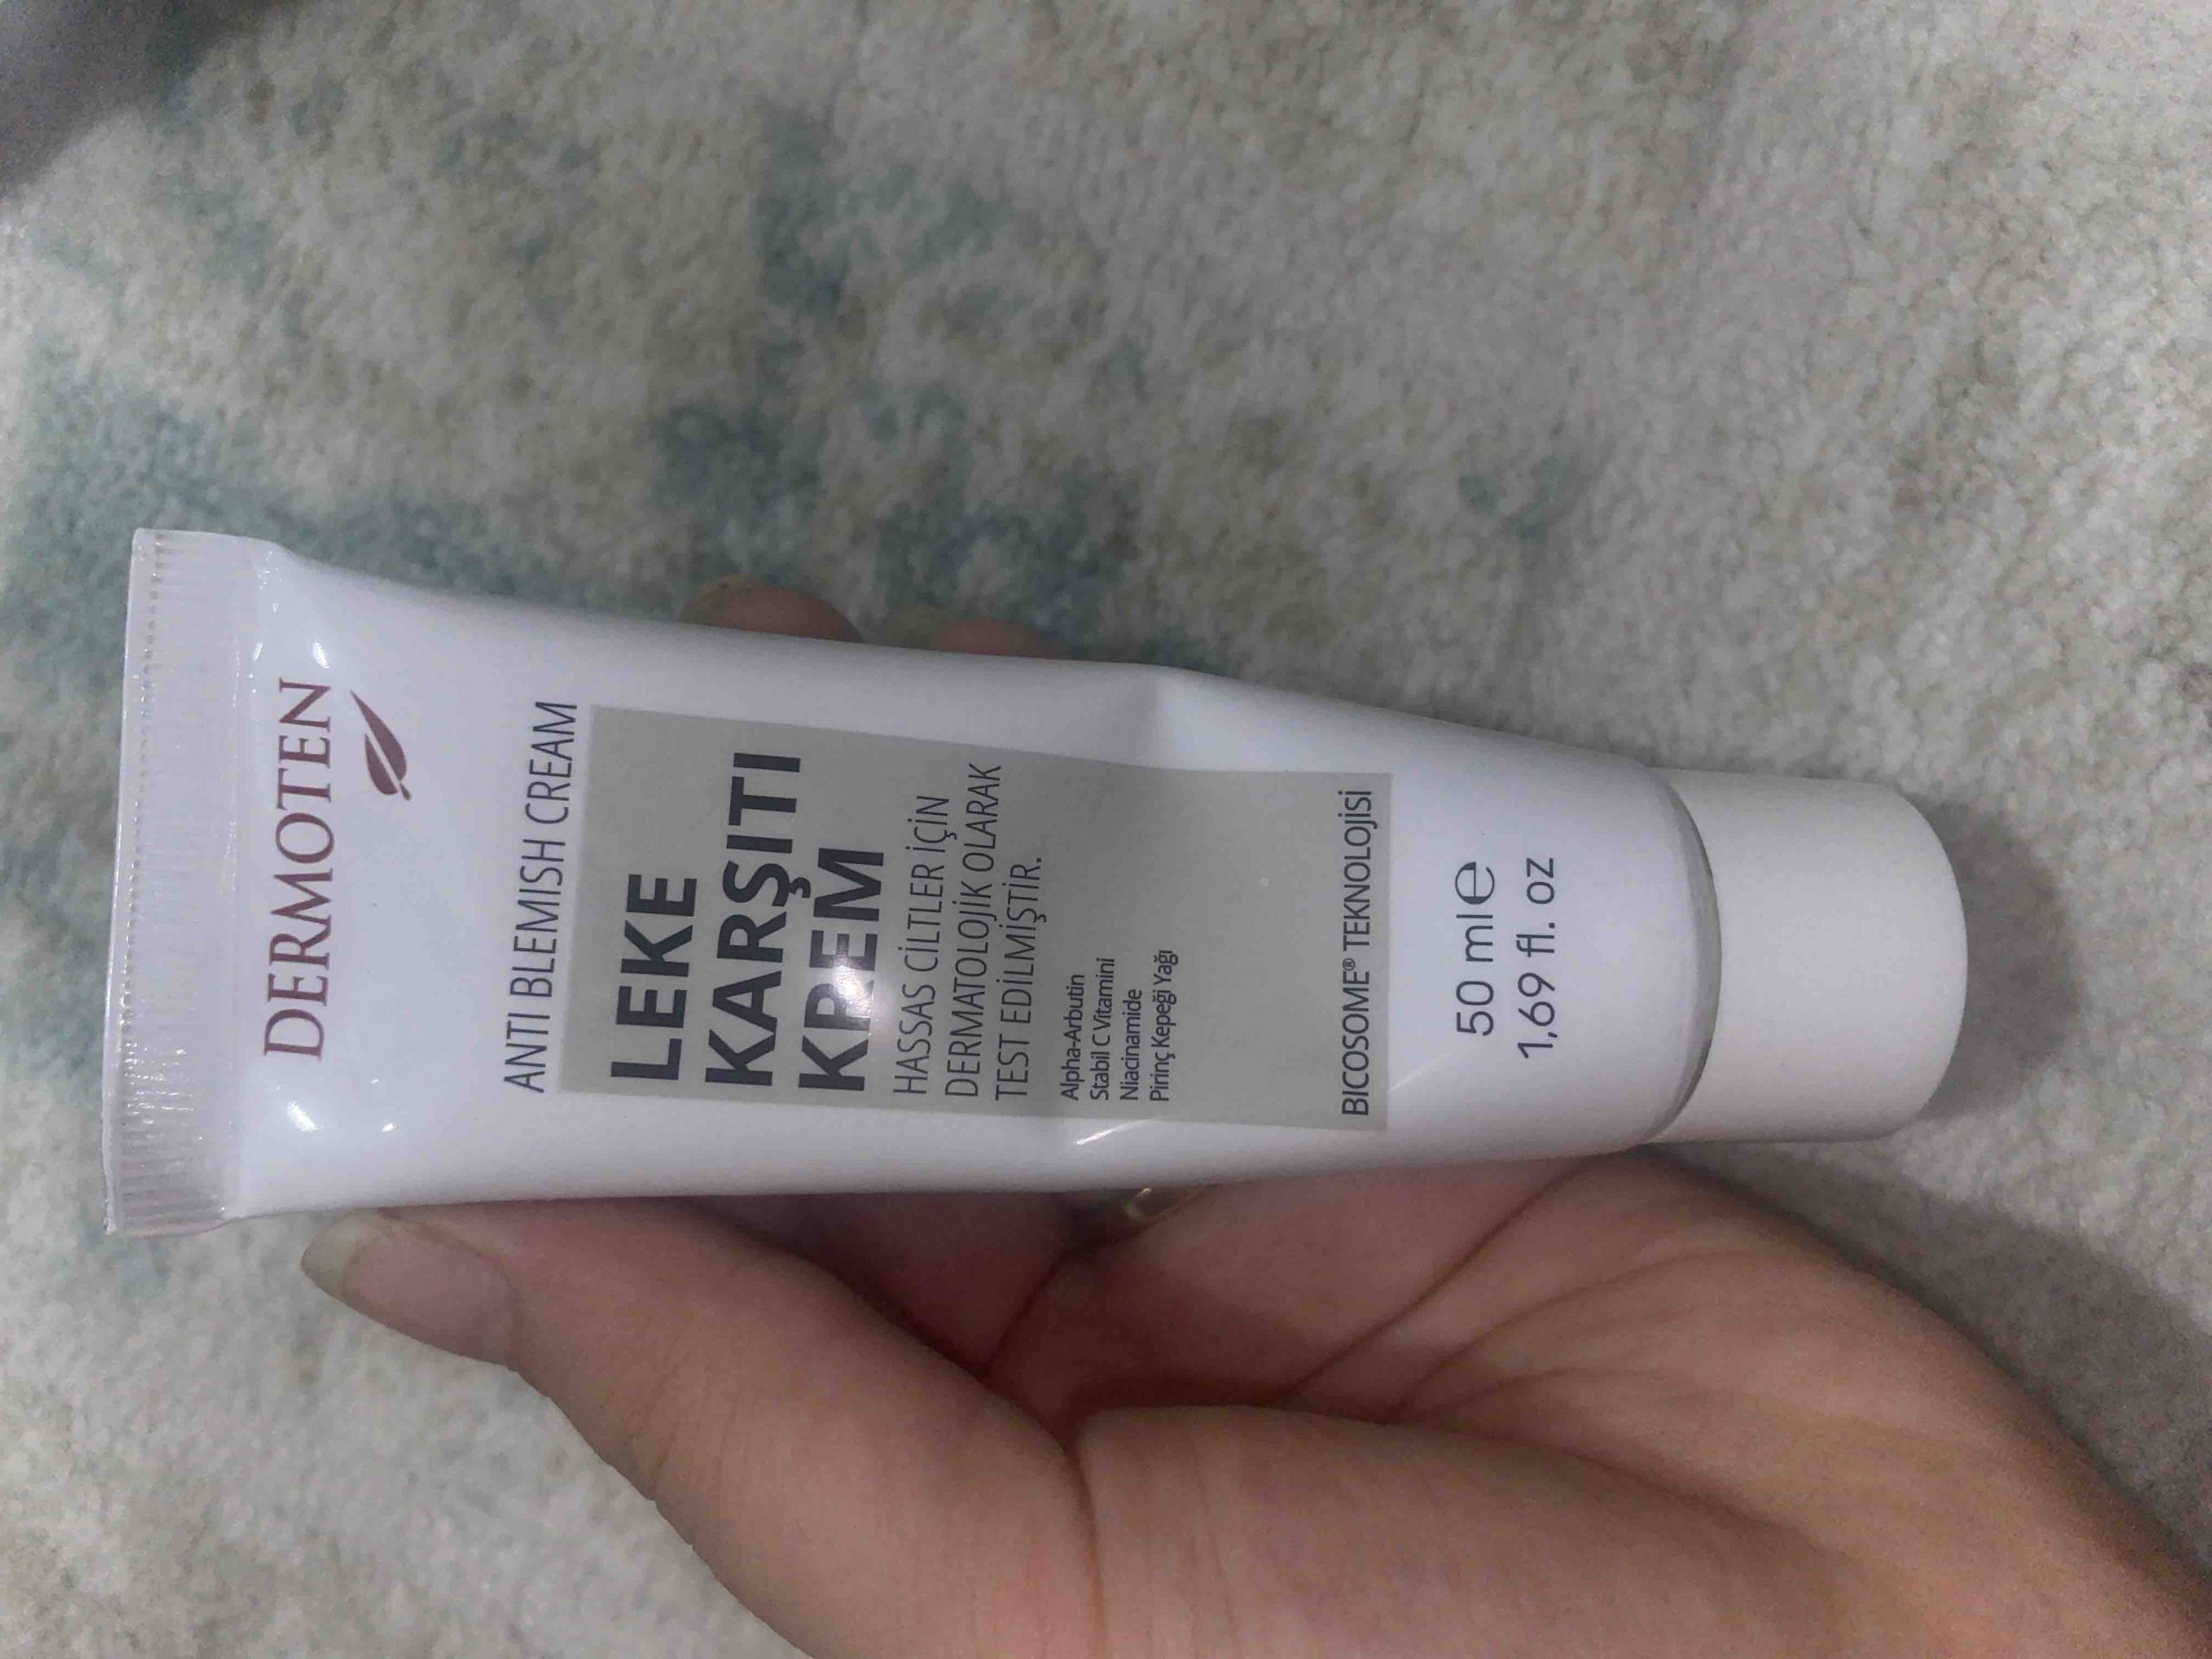 DERMOTEN
ANTI BLEMISH CREAM
LEKE
KARŞITI
KREM
HASSAS CİLTLER İÇİN
DERMATOLOJİK OLARAK
TEST EDİLMİŞTİR.
Alpha-Arbutin
Stabil C Vitamini
Niacinamide
Pirinç Kepeği Yağı
BICOSOME® TEKNOLOJİSİ
50 ml ℮
1,69 fl. oz